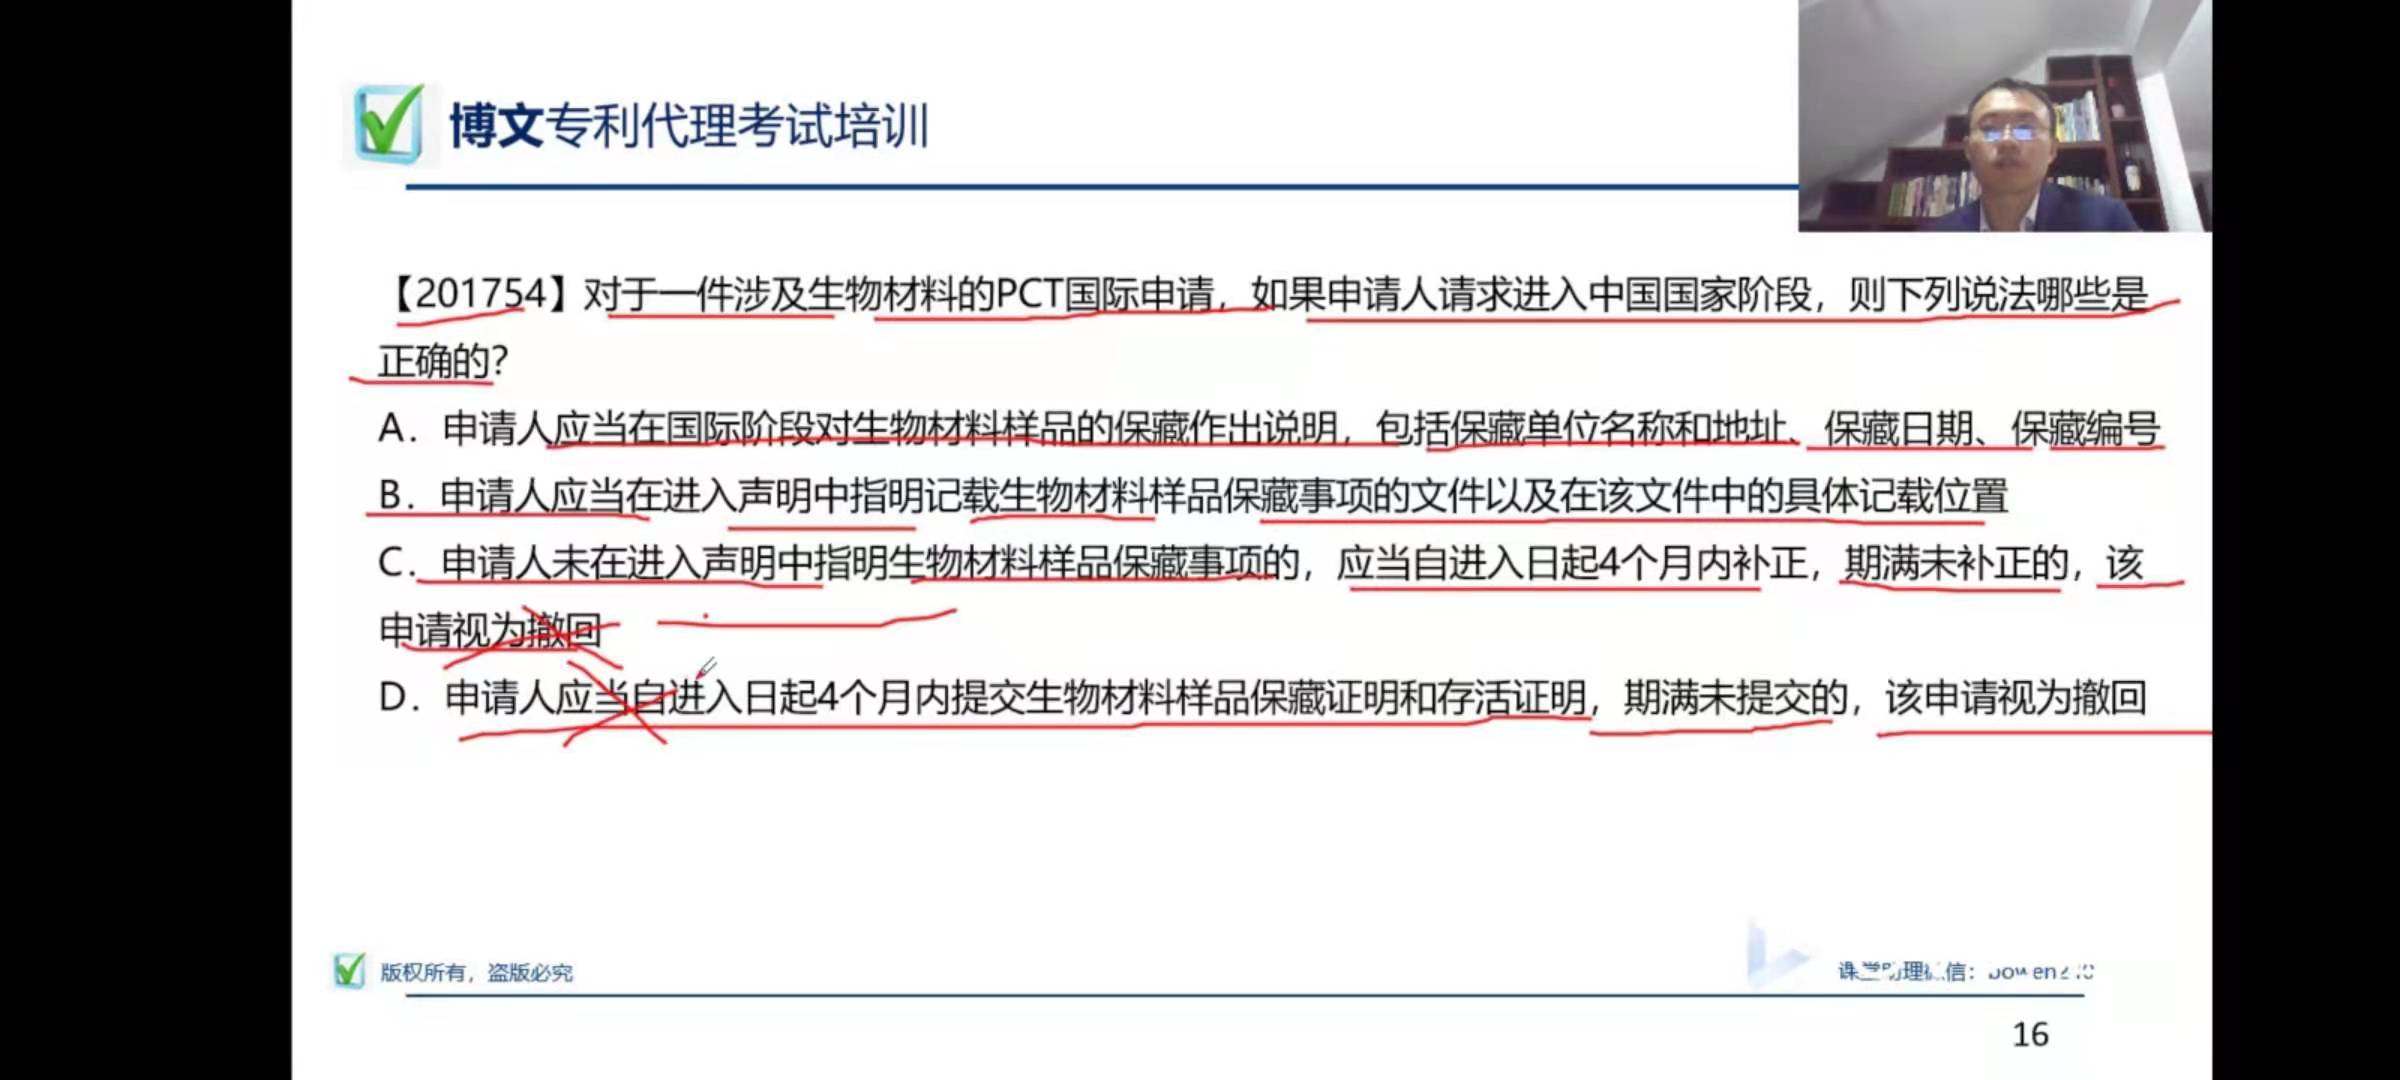 博文专利代理考试培训
【201754】对于一件涉及生物材料的PCT国际申请，如果申请人请求进入中国国家阶段，则下列说法哪些是
正确的？
A. 申请人应当在国际阶段对生物材料样品的保藏作出说明，包括保藏单位名称和地址、保藏日期、保藏编号
B. 申请人应当在进入声明中指明记载生物材料样品保藏事项的文件以及在该文件中的具体记载位置
C. 申请人未在进入声明中指明生物材料样品保藏事项的，应当自进入日起4个月内补正，期满未补正的，该
申请视为撤回
D. 申请人应当自进入日起4个月内提交生物材料样品保藏证明和存活证明，期满未提交的，该申请视为撤回
版权所有，盗版必究
16